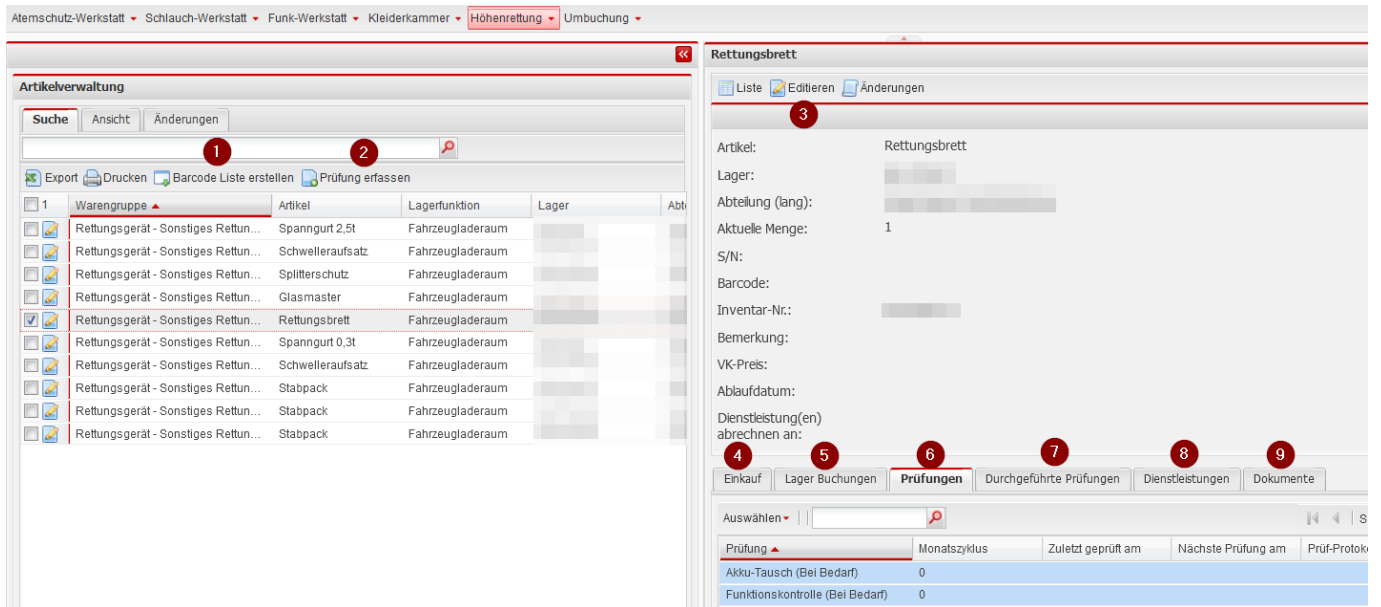 Atemschutz-Werkstatt Schlauch-Werkstatt Funk-Werkstatt Kleiderkammer Höhenrettung Umbuchung
Artikelverwaltung
Suche Ansicht Änderungen
1 2
Export Drucken Barcode Liste erstellen Prüfung erfassen
1 Warengruppe Artikel Lagerfunktion Lager Abt
Rettungsgerät - Sonstiges Rettun... Spanngurt 2,5t Fahrzeugladeraum
Rettungsgerät - Sonstiges Rettun... Schwelleraufsatz Fahrzeugladeraum
Rettungsgerät - Sonstiges Rettun... Splitterschutz Fahrzeugladeraum
Rettungsgerät - Sonstiges Rettun... Glasmaster Fahrzeugladeraum
Rettungsgerät - Sonstiges Rettun... Rettungsbrett Fahrzeugladeraum
Rettungsgerät - Sonstiges Rettun... Spanngurt 0,3t Fahrzeugladeraum
Rettungsgerät - Sonstiges Rettun... Schwelleraufsatz Fahrzeugladeraum
Rettungsgerät - Sonstiges Rettun... Stabpack Fahrzeugladeraum
Rettungsgerät - Sonstiges Rettun... Stabpack Fahrzeugladeraum
Rettungsgerät - Sonstiges Rettun... Stabpack Fahrzeugladeraum
Rettungsbrett
Liste Editieren Änderungen
3
Artikel: Rettungsbrett
Lager:
Abteilung (lang):
Aktuelle Menge: 1
S/N:
Barcode:
Inventar-Nr.:
Bemerkung:
VK-Preis:
Ablaufdatum:
Dienstleistung(en)
abrechnen an:
4 5 6 7 8 9
Einkauf Lager Buchungen Prüfungen Durchgeführte Prüfungen Dienstleistungen Dokumente
Auswählen S
Prüfung Monatszyklus Zuletzt geprüft am Nächste Prüfung am Prüf-Protok
Akku-Tausch (Bei Bedarf) 0
Funktionskontrolle (Bei Bedarf) 0